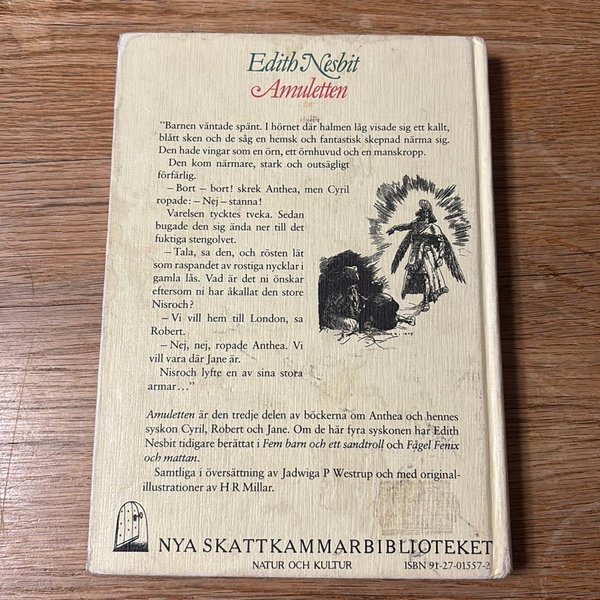 Edith Nesbit
Amuletten
"Barnen väntade spänt. I hörnet där halmen låg visade sig ett kallt,
blått sken och de såg en hemsk och fantastisk skepnad närma sig.
Den hade vingar som en örn, ett örnhuvud och en manskropp.
Den kom närmare, stark och outsägligt
förfärlig.
– Bort – bort! skrek Anthea, men Cyril
ropade: – Nej – stanna!
Varelsen tycktes tveka. Sedan
bugade den sig ända ner till det
fuktiga stengolvet.
– Tala, sa den, och rösten lät
som raspandet av rostiga nycklar i
gamla lås. Vad är det ni önskar
eftersom ni har åkallat den store
Nisroch?
– Vi vill hem till London, sa
Robert.
– Nej, nej, ropade Anthea. Vi
vill vara där Jane är.
Nisroch lyfte en av sina stora
armar…"
Amuletten är den tredje delen av böckerna om Anthea och hennes
syskon Cyril, Robert och Jane. Om de här fyra syskonen har Edith
Nesbit tidigare berättat i Fem barn och ett sandtroll och Fågel Fenix
och mattan.
Samtliga i översättning av Jadwiga P Westrup och med original-
illustrationer av H R Millar.
NYA SKATTKAMMARBIBLIOTEKET
NATUR OCH KULTUR
ISBN 91-27-01557-2